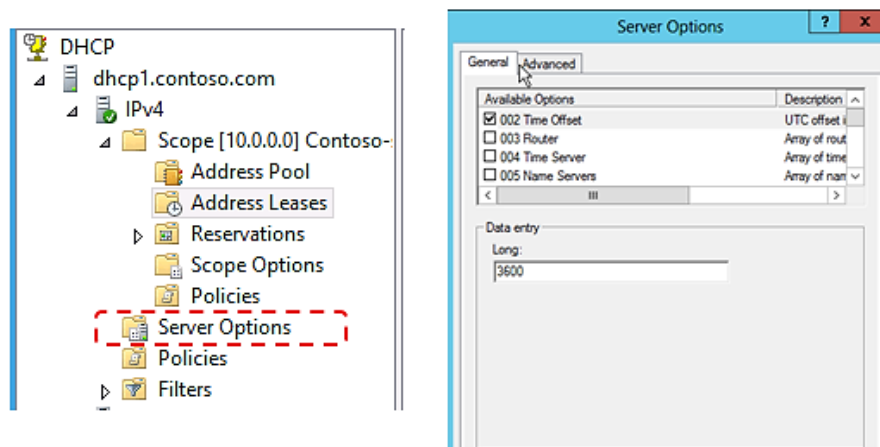 DHCP
dhcp1.contoso.com
IPv4
Scope [10.0.0.0] Contoso-
Address Pool
Address Leases
Reservations
Scope Options
Policies
Server Options
Policies
Filters
Server Options ? x
General Advanced
Available Options Description
002 Time Offset UTC offset i
003 Router Array of rout
004 Time Server Array of time
005 Name Servers Array of nam
Data entry
Long:
3600